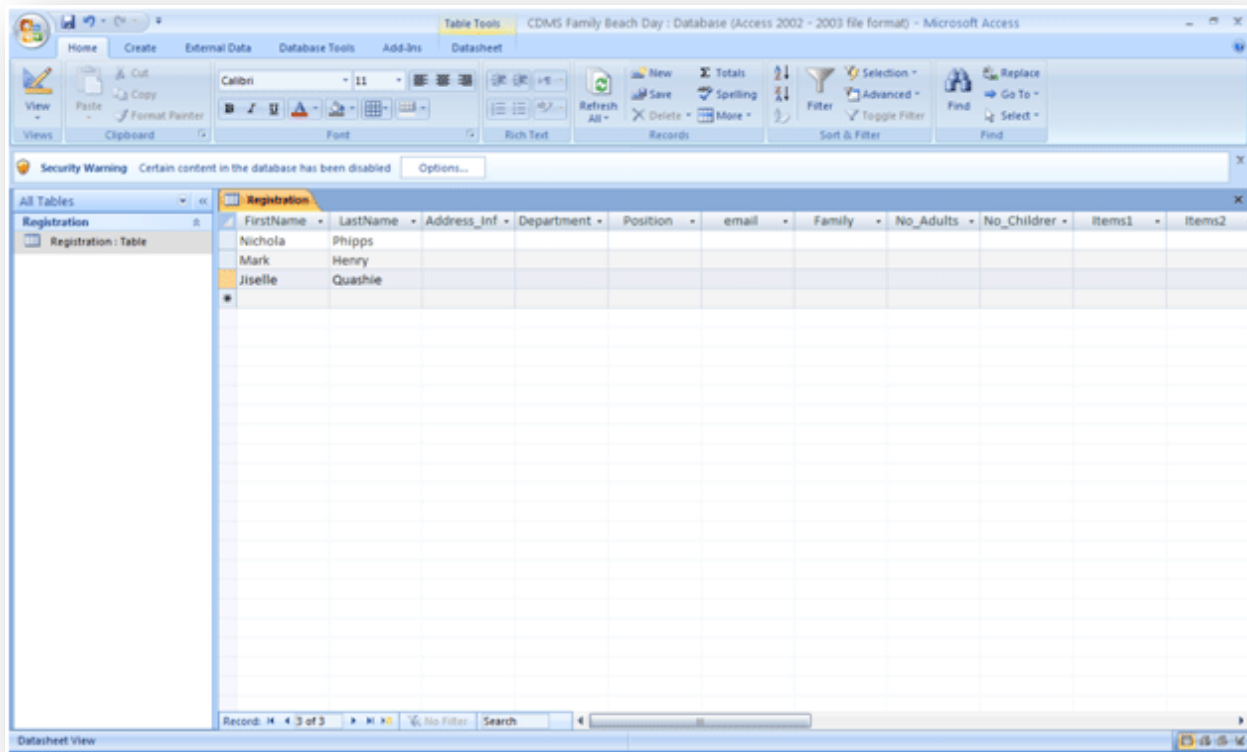 Table Tools CDMS Family Beach Day : Database (Access 2002 - 2003 file format) - Microsoft Access
Home Create External Data Database Tools Add-Ins Datasheet
View
Paste
Cut
Copy
Format Painter
Calibri 11
B I U A
Refresh All
New
Save
Delete
Totals
Spelling
More
Filter
Selection
Advanced
Toggle Filter
Find
Replace
Go To
Select
Views Clipboard Font Rich Text Records Sort & Filter Find
Security Warning Certain content in the database has been disabled Options...
All Tables
Registration
Registration : Table
Registration
FirstName LastName Address_Inf Department Position email Family No_Adults No_Childrer Items1 Items2
Nichola Phipps
Mark Henry
Jiselle Quashie
Record: 3 of 3 No Filter Search
Datasheet View